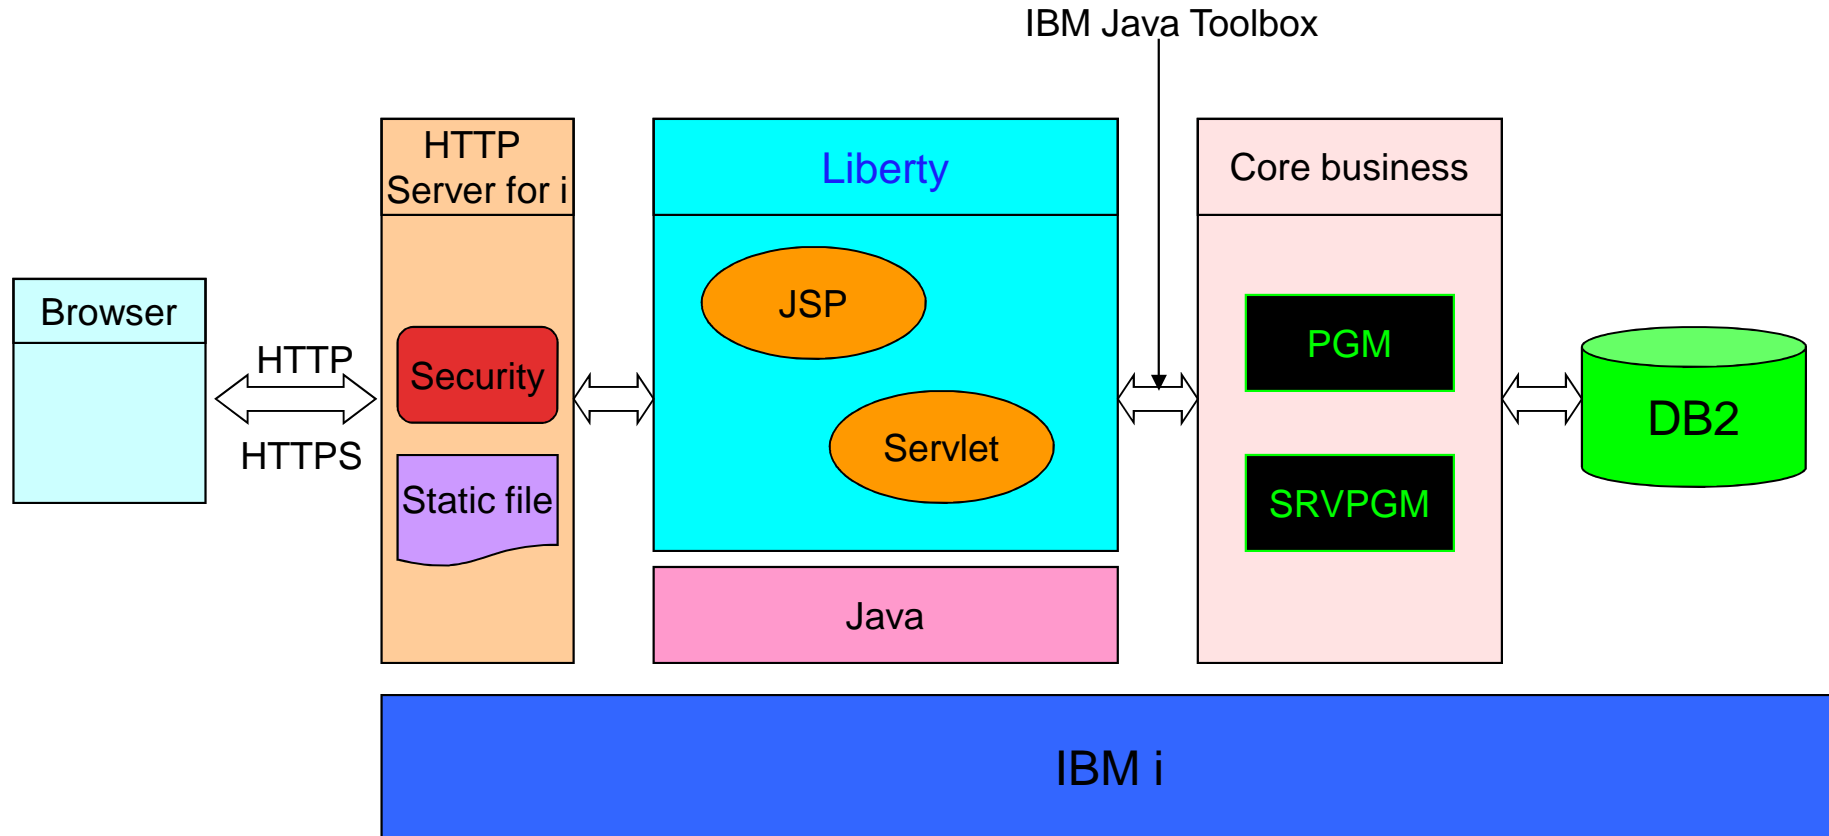 IBM Java Toolbox
HTTP
Server for i
Liberty
Core business
Browser
HTTP
HTTPS
Security
Static file
JSP
Servlet
PGM
SRVPGM
DB2
Java
IBM i